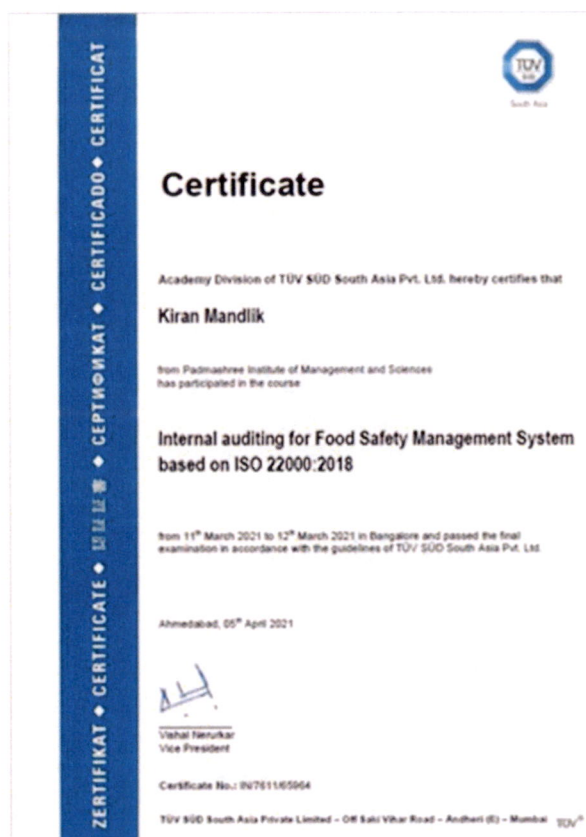 TÜV
SÜD
South Asia
Certificate
Academy Division of TÜV SÜD South Asia Pvt. Ltd. hereby certifies that
Kiran Mandlik
from Padmashree Institute of Management and Sciences
has participated in the course
Internal auditing for Food Safety Management System
based on ISO 22000:2018
from 11th March 2021 to 12th March 2021 in Bangalore and passed the final
examination in accordance with the guidelines of TÜV SÜD South Asia Pvt. Ltd.
Ahmedabad, 05th April 2021
Vishal Nerurkar
Vice President
Certificate No.: IN/7611/65964
TÜV SÜD South Asia Private Limited – Off Saki Vihar Road – Andheri (E) – Mumbai
TÜV®
ZERTIFIKAT ◆ CERTIFICATE ◆ ◆ СЕРТИФИКАТ ◆ CERTIFICADO ◆ CERTIFICAT